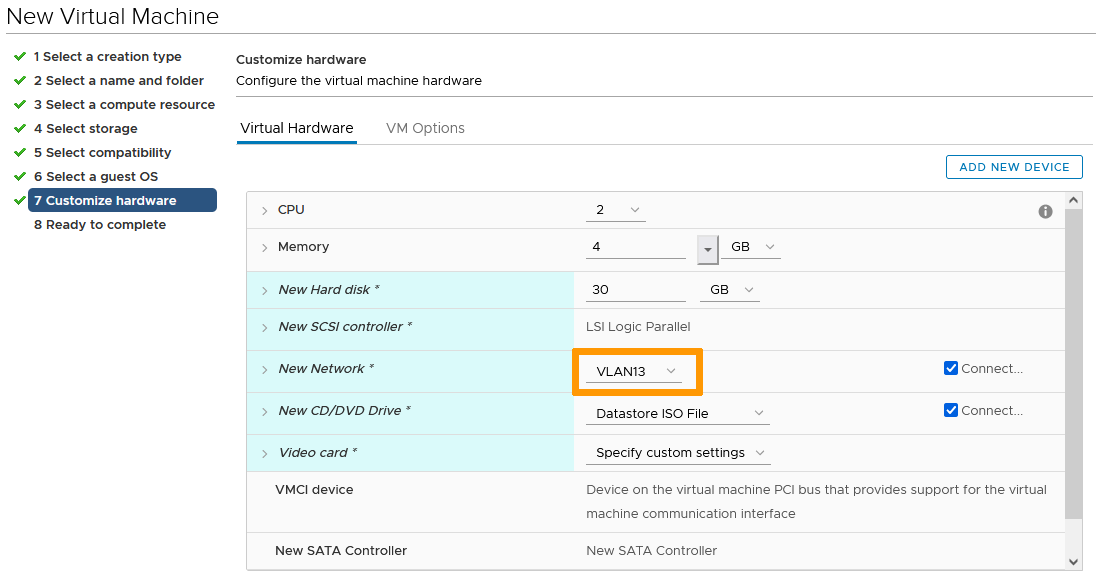 New Virtual Machine
1 Select a creation type
2 Select a name and folder
3 Select a compute resource
4 Select storage
5 Select compatibility
6 Select a guest OS
7 Customize hardware
8 Ready to complete
Customize hardware
Configure the virtual machine hardware
Virtual Hardware VM Options
ADD NEW DEVICE
CPU 2
Memory 4 GB
New Hard disk * 30 GB
New SCSI controller * LSI Logic Parallel
New Network * VLAN13 Connect...
New CD/DVD Drive * Datastore ISO File Connect...
Video card * Specify custom settings
VMCI device Device on the virtual machine PCI bus that provides support for the virtual
machine communication interface
New SATA Controller New SATA Controller